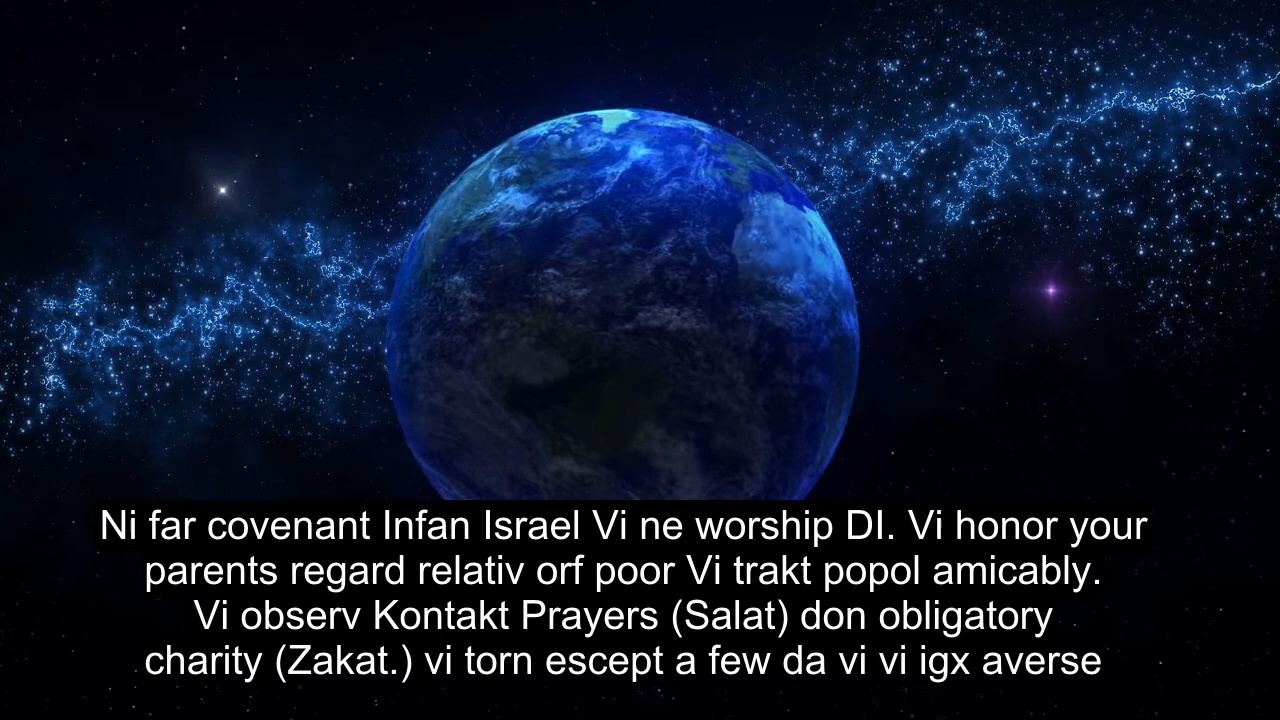 Ni far covenant Infan Israel Vi ne worship DI. Vi honor your
parents regard relativ orf poor Vi trakt popol amicably.
Vi observ Kontakt Prayers (Salat) don obligatory
charity (Zakat.) vi torn escept a few da vi vi igx averse